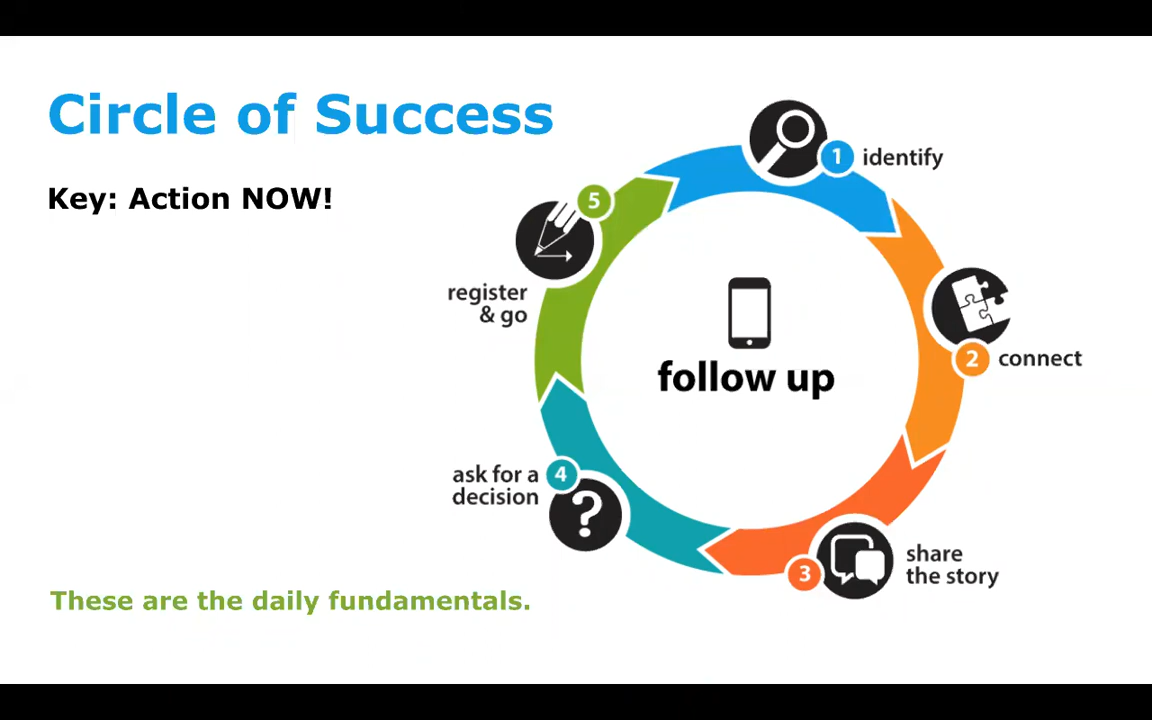 Circle of Success
Key: Action NOW!
1 identify
2 connect
3 share
the story
4 ask for a
decision
5
register
& go
follow up
These are the daily fundamentals.